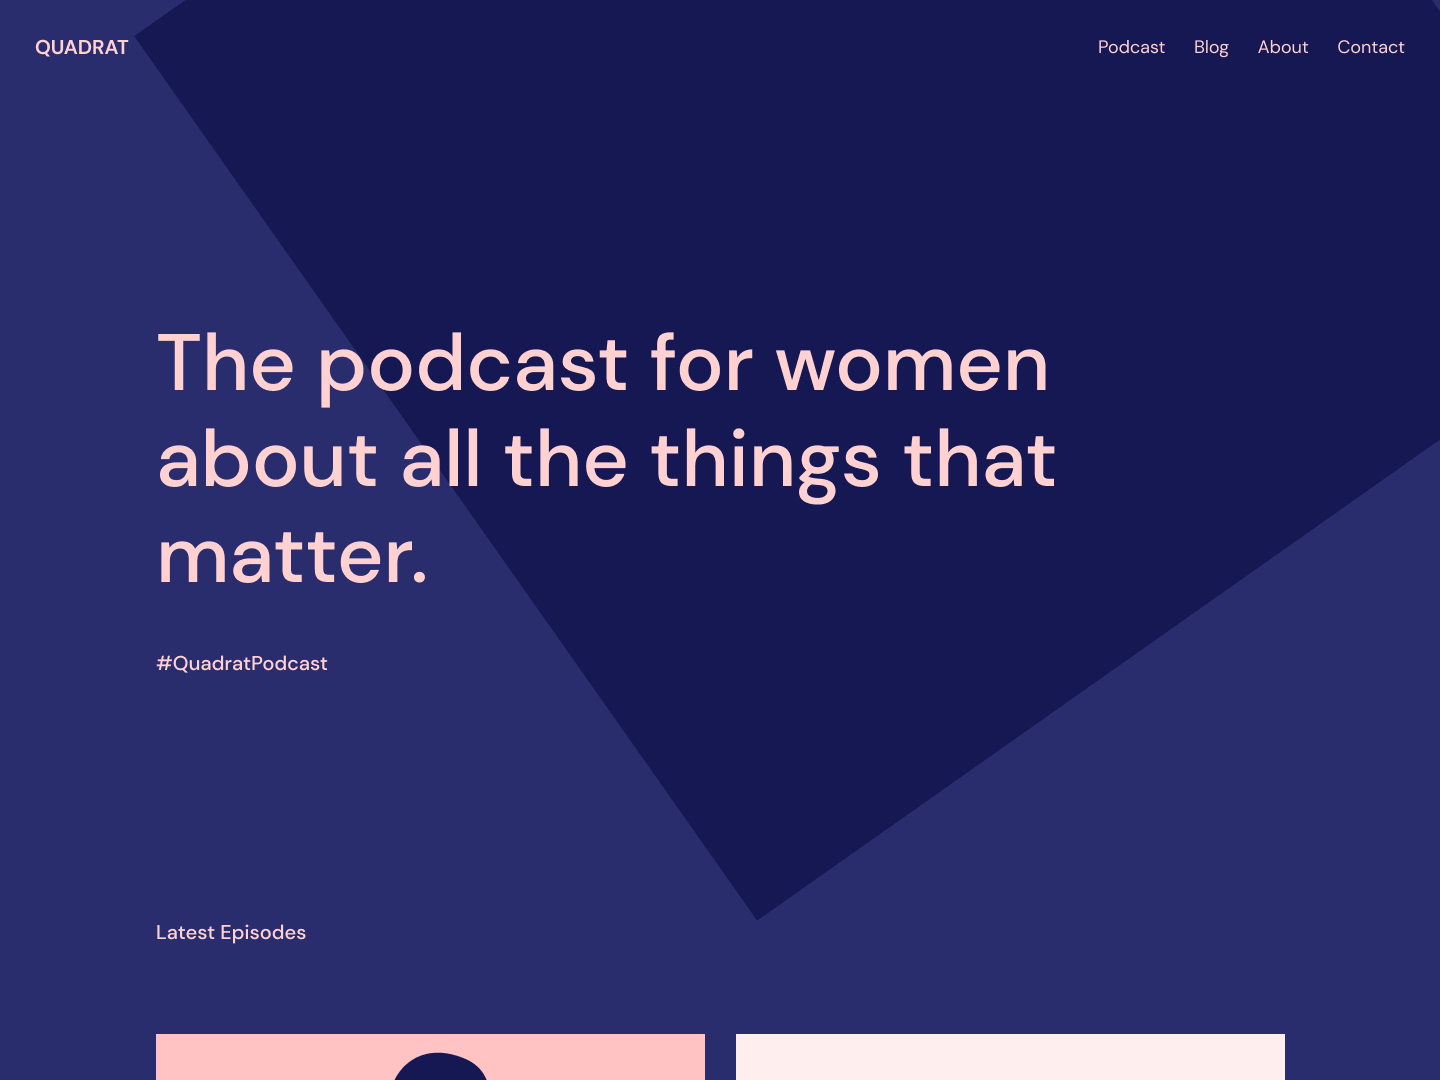 QUADRAT
Podcast Blog About Contact
The podcast for women
about all the things that
matter.
#QuadratPodcast
Latest Episodes